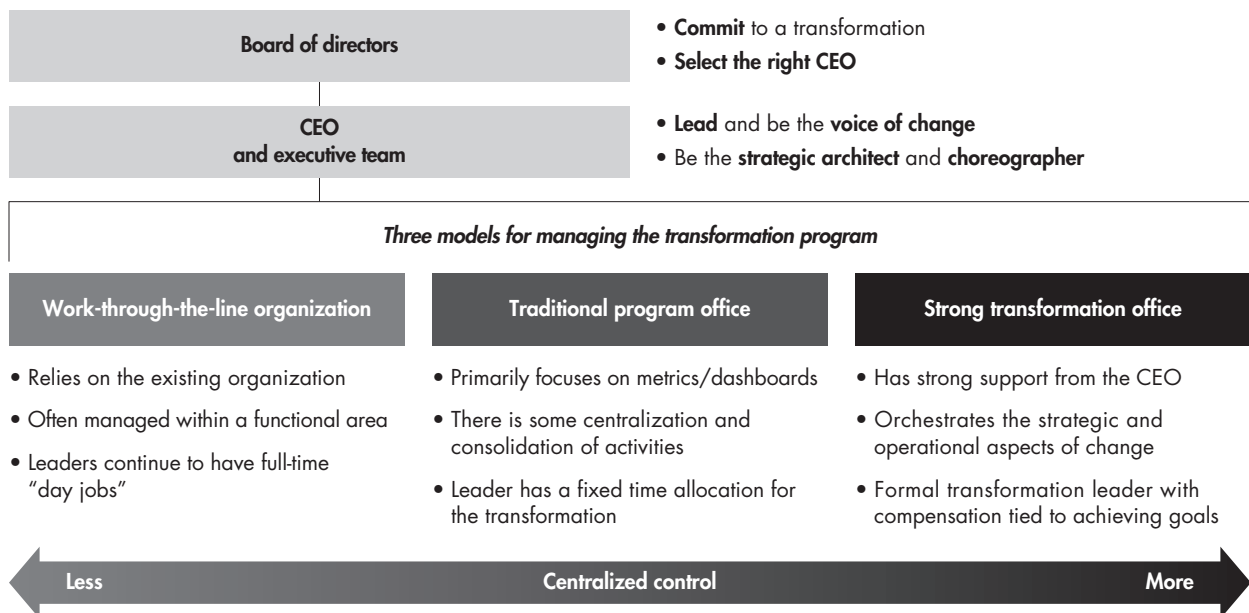 Board of directors
• Commit to a transformation
• Select the right CEO
CEO
and executive team
• Lead and be the voice of change
• Be the strategic architect and choreographer
Three models for managing the transformation program
Work-through-the-line organization
• Relies on the existing organization
• Often managed within a functional area
• Leaders continue to have full-time
“day jobs”
Traditional program office
• Primarily focuses on metrics/dashboards
• There is some centralization and
consolidation of activities
• Leader has a fixed time allocation for
the transformation
Strong transformation office
• Has strong support from the CEO
• Orchestrates the strategic and
operational aspects of change
• Formal transformation leader with
compensation tied to achieving goals
Less
Centralized control
More